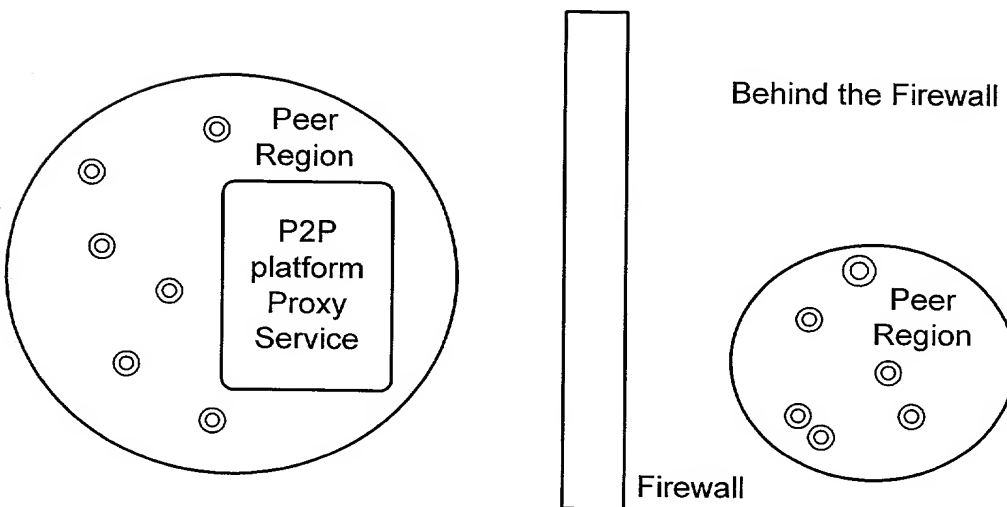 Peer
Region
P2P
platform
Proxy
Service
Behind the Firewall
Peer
Region
Firewall